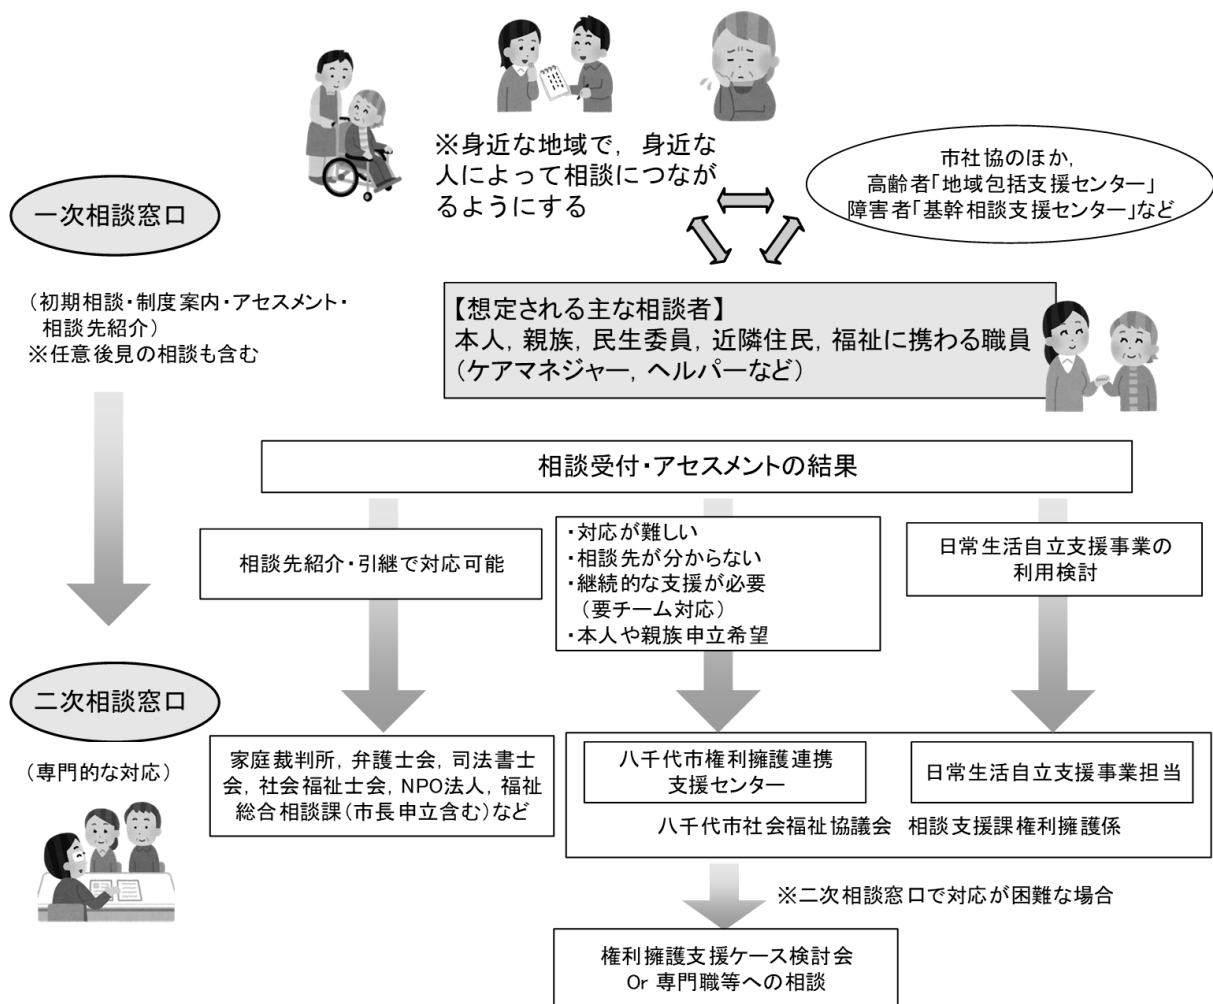 ※身近な地域で，身近な
人によって相談につなが
るようにする
市社協のほか，
高齢者「地域包括支援センター」
障害者「基幹相談支援センター」など
一次相談窓口
（初期相談・制度案内・アセスメント・
相談先紹介）
※任意後見の相談も含む
【想定される主な相談者】
本人，親族，民生委員，近隣住民，福祉に携わる職員
（ケアマネジャー，ヘルパーなど）
相談受付・アセスメントの結果
相談先紹介・引継で対応可能
・対応が難しい
・相談先が分からない
・継続的な支援が必要
（要チーム対応）
・本人や親族申立希望
日常生活自立支援事業の
利用検討
二次相談窓口
（専門的な対応）
家庭裁判所，弁護士会，司法書士
会，社会福祉士会，NPO法人，福祉
総合相談課（市長申立含む）など
八千代市権利擁護連携
支援センター
日常生活自立支援事業担当
八千代市社会福祉協議会　相談支援課権利擁護係
※二次相談窓口で対応が困難な場合
権利擁護支援ケース検討会
Or 専門職等への相談